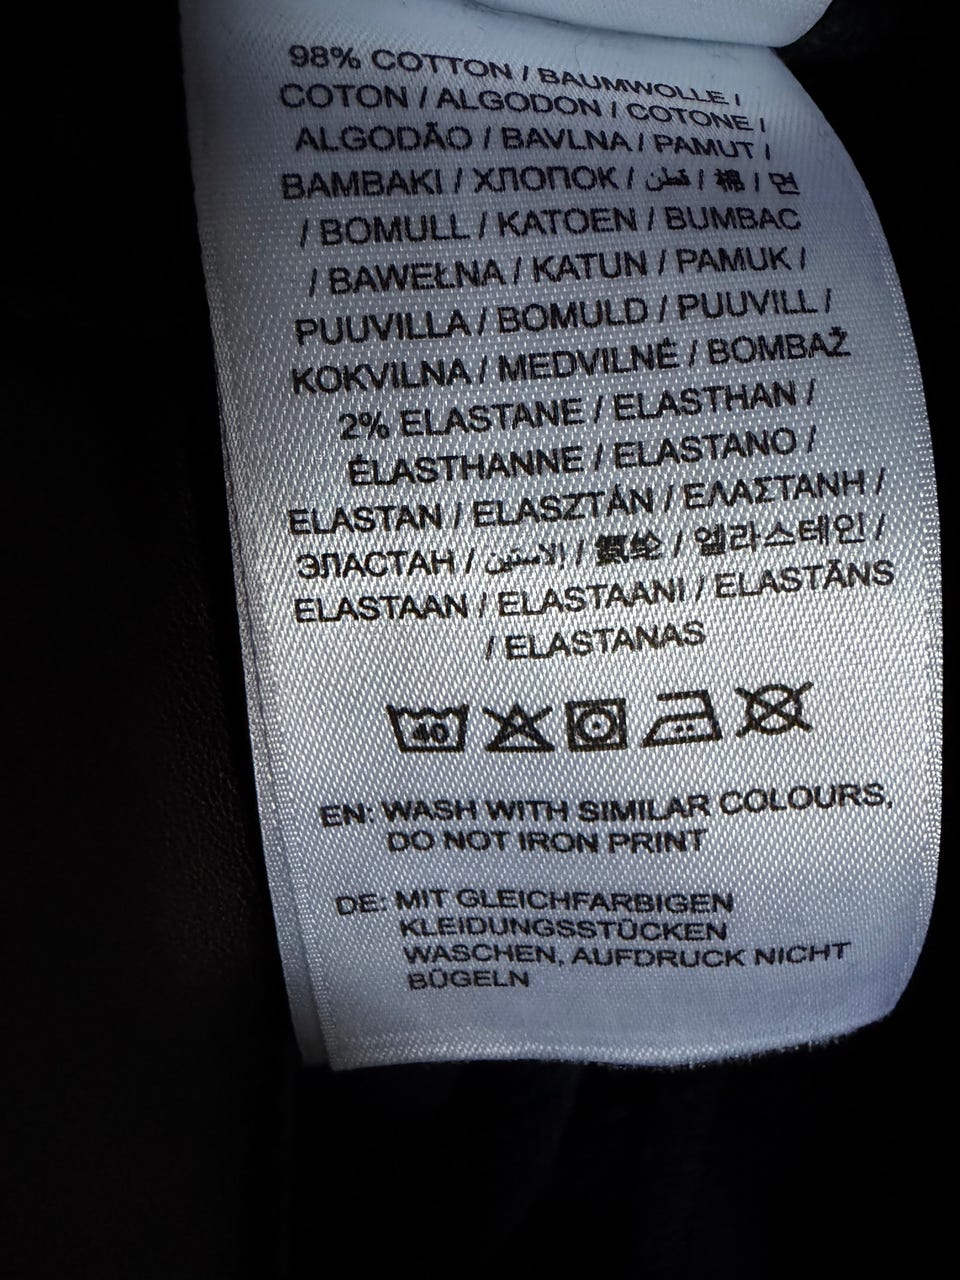 98% COTTON / BAUMWOLLE /
COTON / ALGODON / COTONE /
ALGODÃO / BAVLNA / PAMUT /
BAMBAKI / ХЛОПОК / قطن / 棉 / 면
/ BOMULL / KATOEN / BUMBAC
/ BAWEŁNA / KATUN / PAMUK /
PUUVILLA / BOMULD / PUUVILL /
KOKVILNA / MEDVILNĖ / BOMBAŽ
2% ELASTANE / ELASTHAN /
ÉLASTHANNE / ELASTANO /
ELASTAN / ELASZTÁN / ΕΛΑΣΤΑΝΗ /
ЭЛАСТАН / الاستين / 氨纶 / 엘라스테인 /
ELASTAAN / ELASTAANI / ELASTĀNS
/ ELASTANAS
40
EN: WASH WITH SIMILAR COLOURS,
DO NOT IRON PRINT
DE: MIT GLEICHFARBIGEN
KLEIDUNGSSTÜCKEN
WASCHEN, AUFDRUCK NICHT
BÜGELN